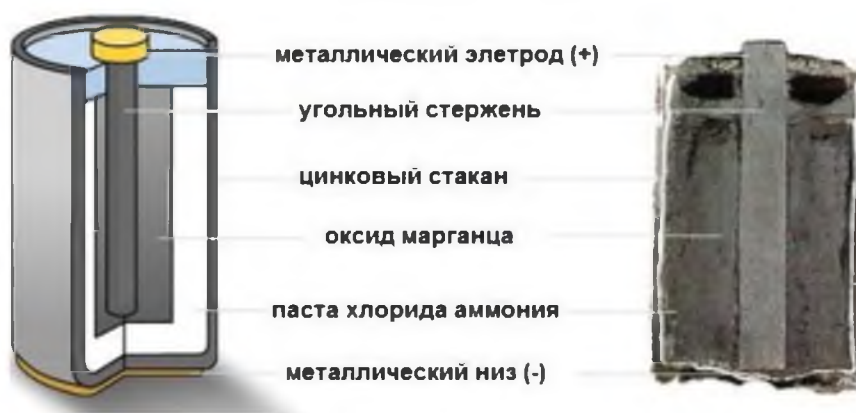 металлический элетрод (+)
угольный стержень
цинковый стакан
оксид марганца
паста хлорида аммония
металлический низ (-)